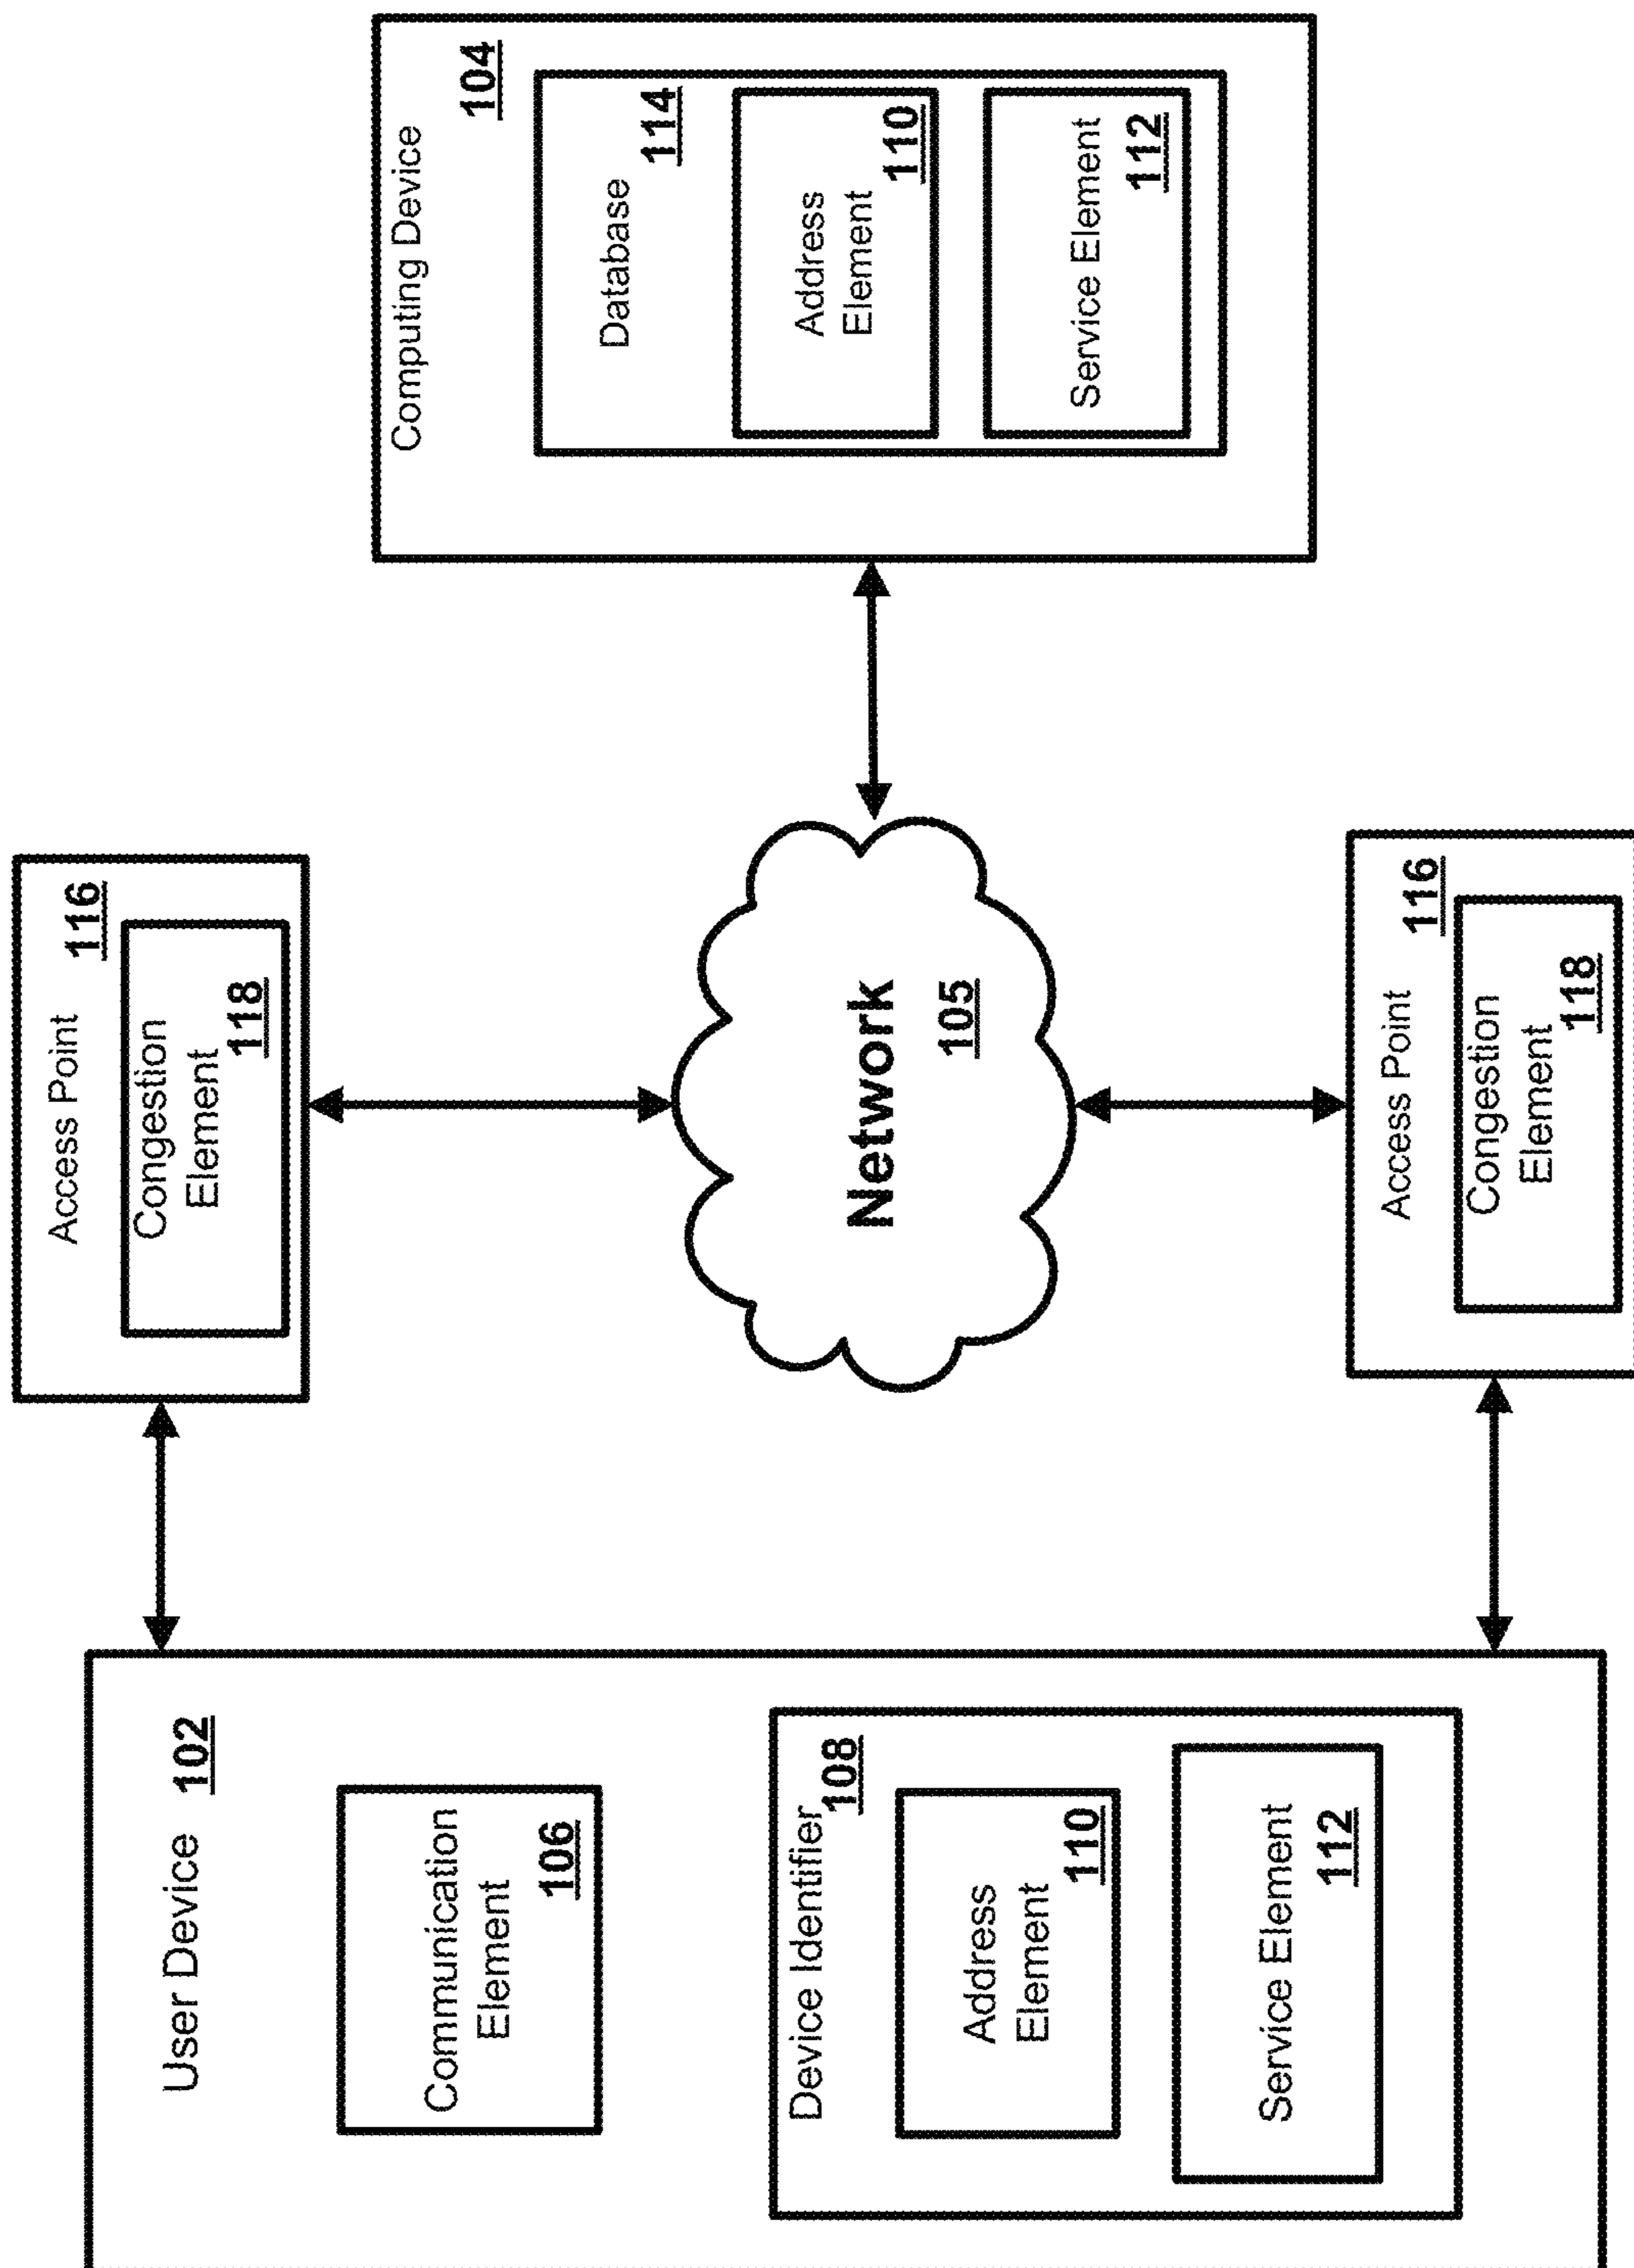 User Device 102
Communication
Element
106
Device Identifier
108
Address
Element
110
Service Element
112
Access Point
116
Congestion
Element
118
Network
105
Access Point
116
Congestion
Element
118
Computing Device
104
Database
114
Address
Element
110
Service Element
112